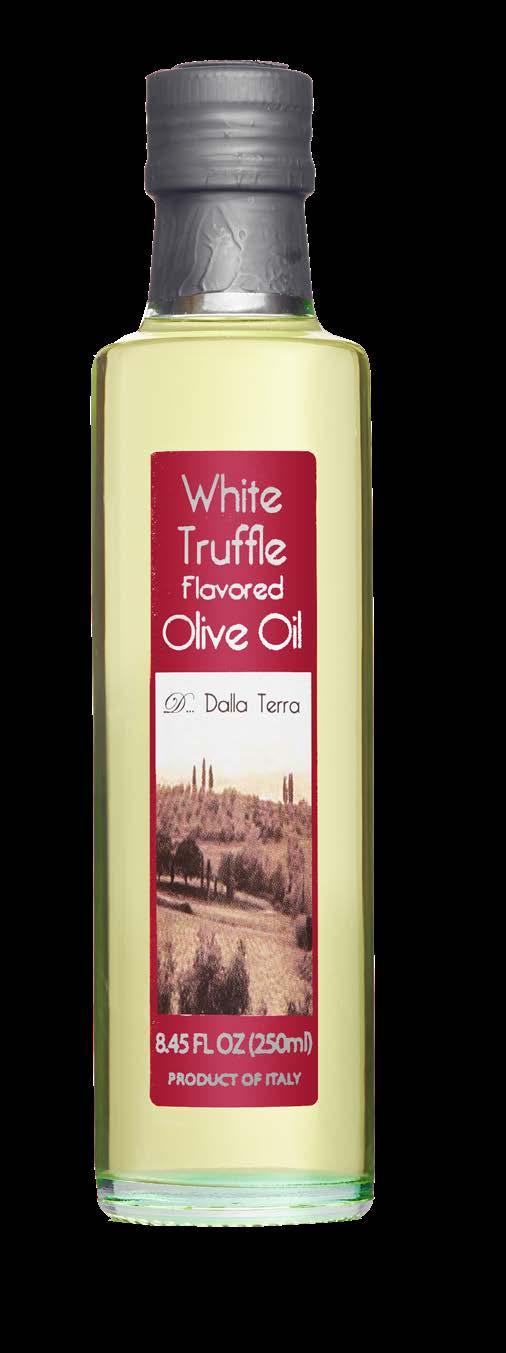 White
Truffle
Flavored
Olive Oil
D... Dalla Terra
8.45 FL OZ (250ml)
PRODUCT OF ITALY